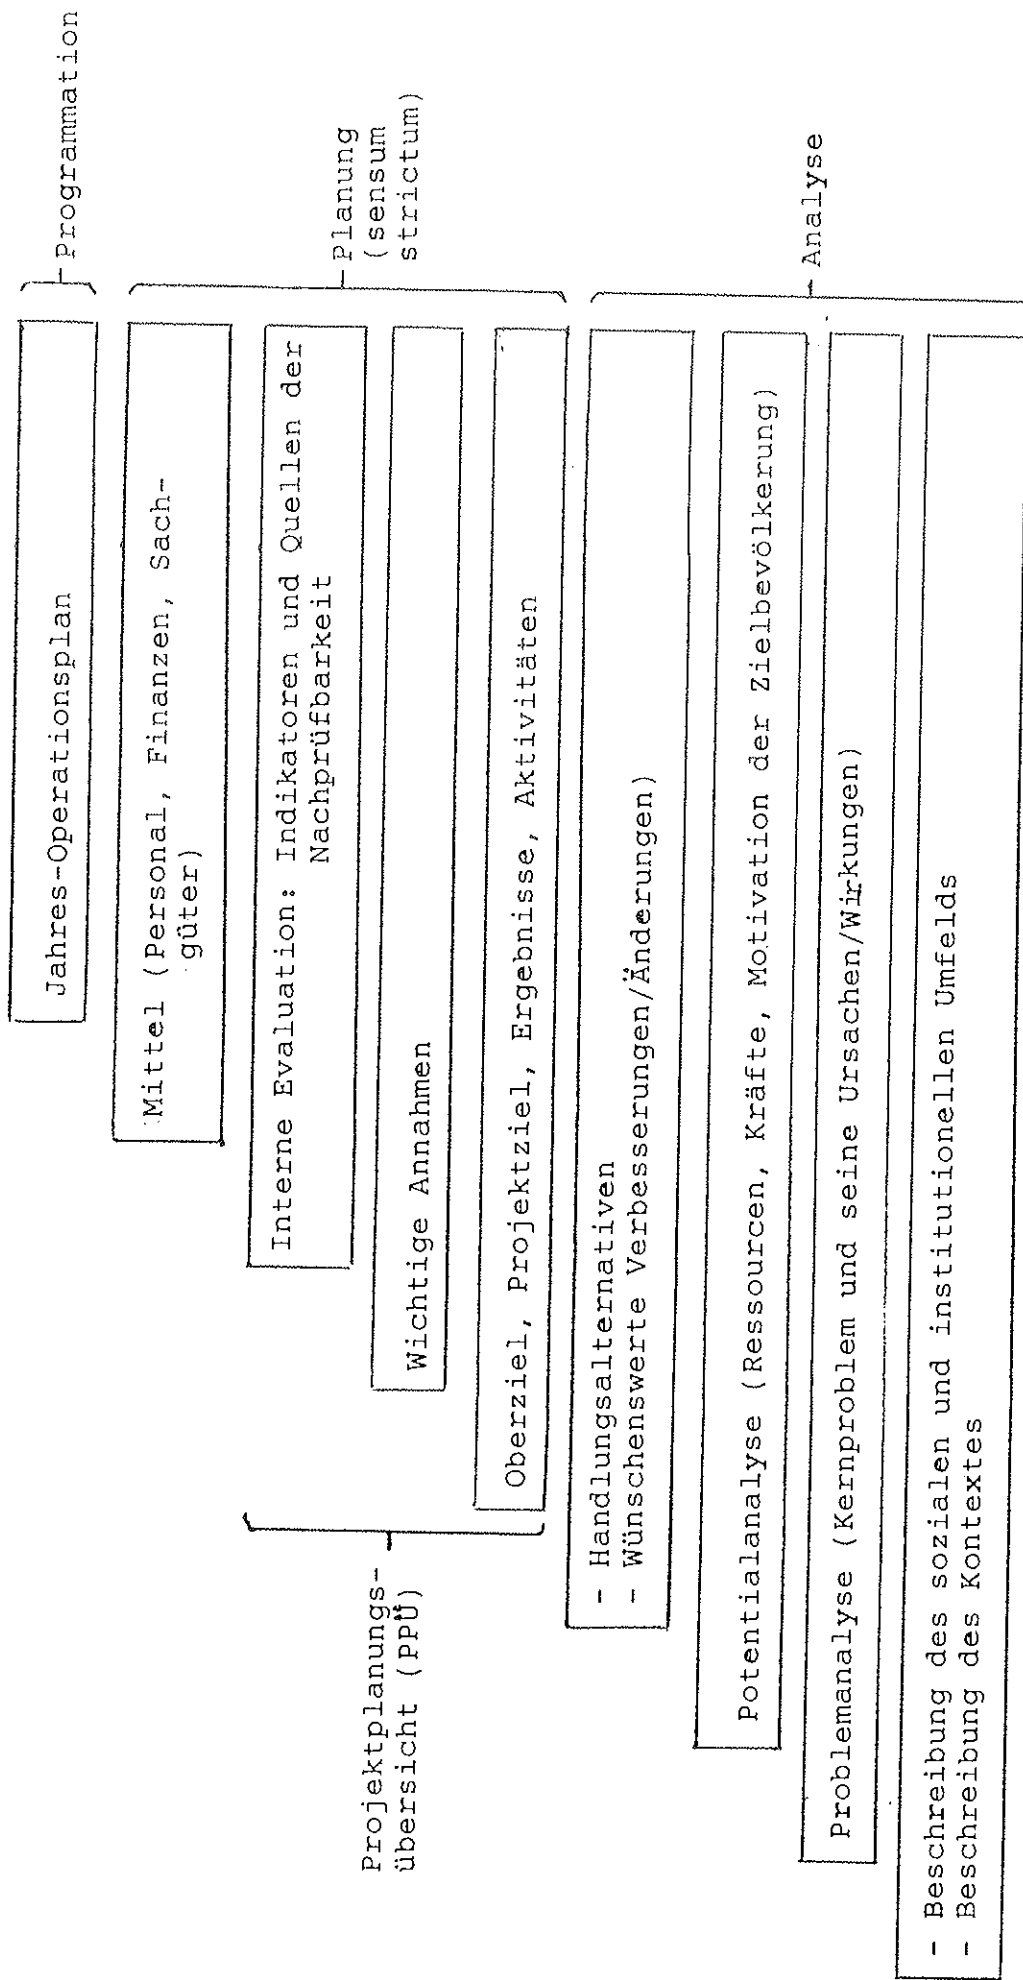 Jahres-Operationsplan
Programmation
Mittel (Personal, Finanzen, Sach-
güter)
Interne Evaluation: Indikatoren und Quellen der
Nachprüfbarkeit
Planung
(sensum
strictum)
Wichtige Annahmen
Projektplanungs-
übersicht (PPÜ)
Oberziel, Projektziel, Ergebnisse, Aktivitäten
- Handlungsalternativen
- Wünschenswerte Verbesserungen/Änderungen)
Potentialanalyse (Ressourcen, Kräfte, Motivation der Zielbevölkerung)
Analyse
Problemanalyse (Kernproblem und seine Ursachen/Wirkungen)
- Beschreibung des sozialen und institutionellen Umfelds
- Beschreibung des Kontextes